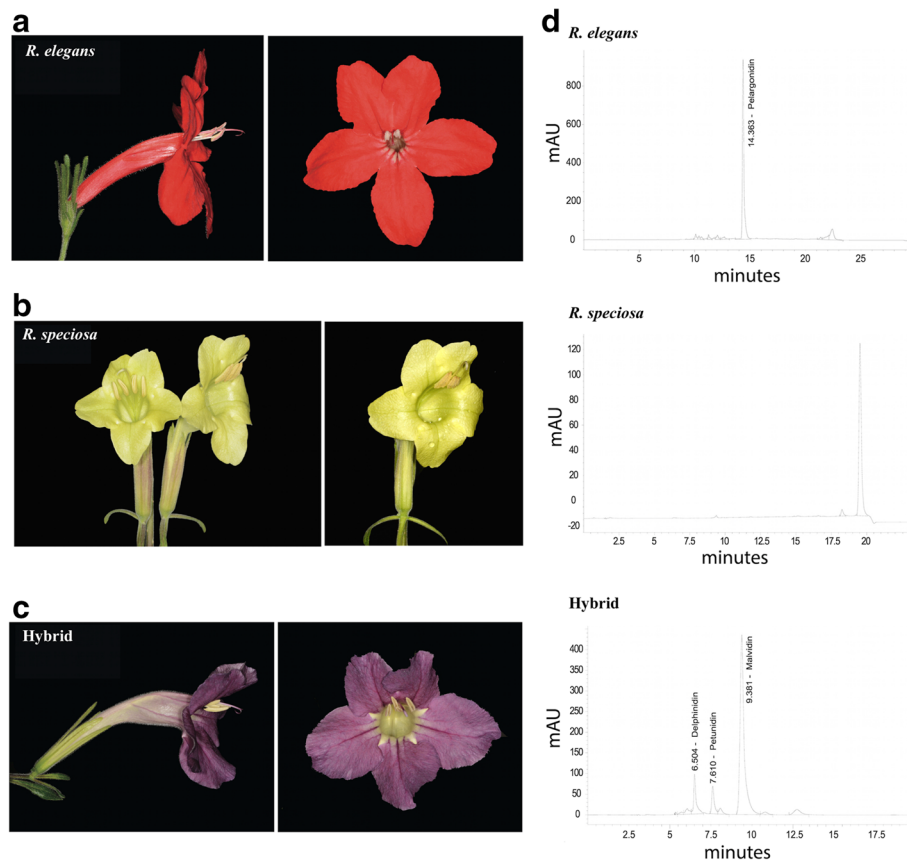 a
R. elegans
b
R. speciosa
c
Hybrid
d
R. elegans
mAU
800
600
400
200
0
14.363 - Pelargonidin
5
10
15
20
25
minutes
R. speciosa
mAU
120
100
80
60
40
20
0
-20
2.5
5
7.5
10
12.5
15
17.5
20
minutes
Hybrid
mAU
400
350
300
250
200
150
100
50
0
6.504 - Delphinidin
7.610 - Petunidin
9.381 - Malvidin
2.5
5
7.5
10
12.5
15
17.5
minutes